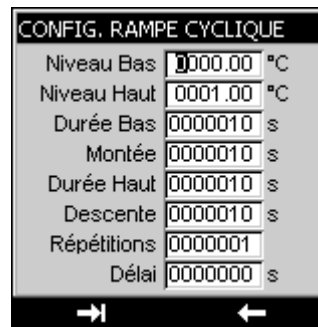 CONFIG. RAMPE CYCLIQUE
Niveau Bas 0000.00 °C
Niveau Haut 0001.00 °C
Durée Bas 0000010 s
Montée 0000010 s
Durée Haut 0000010 s
Descente 0000010 s
Répétitions 0000001
Délai 0000000 s